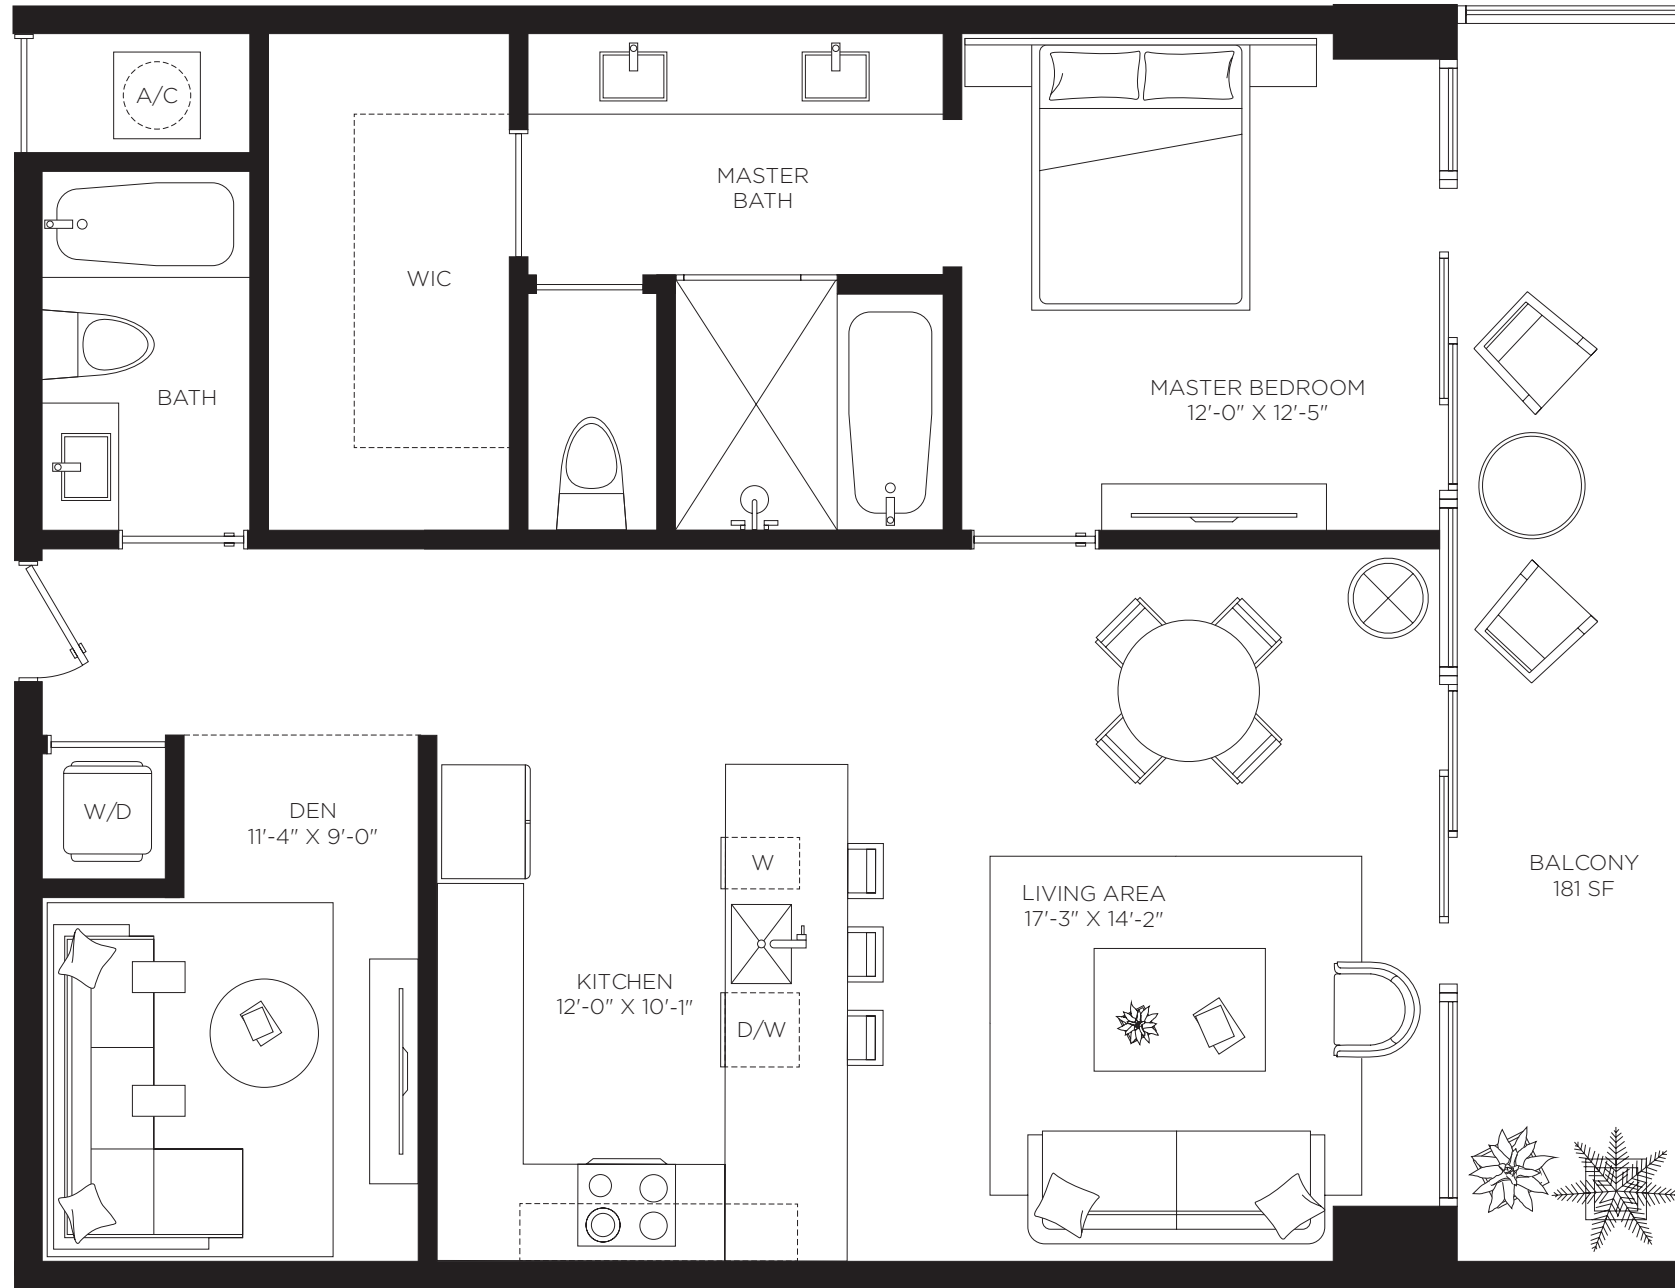 A/C
MASTER
BATH
WIC
BATH
MASTER BEDROOM
12'-0" X 12'-5"
W/D
DEN
11'-4" X 9'-0"
W
LIVING AREA
17'-3" X 14'-2"
BALCONY
181 SF
KITCHEN
12'-0" X 10'-1"
D/W